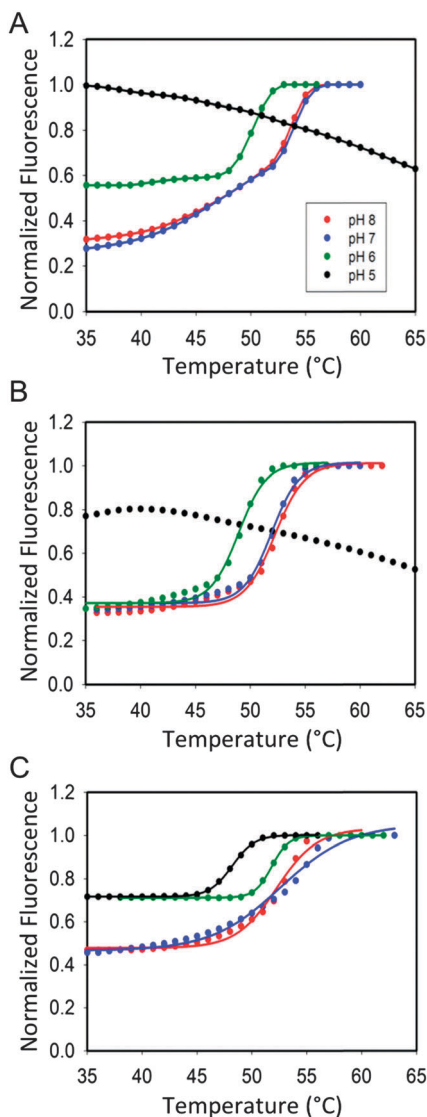 A
1.2
1.0
0.8
0.6
0.4
0.2
0.0
Normalized Fluorescence
pH 8
pH 7
pH 6
pH 5
35 40 45 50 55 60 65
Temperature (°C)
B
1.2
1.0
0.8
0.6
0.4
0.2
0.0
Normalized Fluorescence
35 40 45 50 55 60 65
Temperature (°C)
C
1.2
1.0
0.8
0.6
0.4
0.2
0.0
Normalized Fluorescence
35 40 45 50 55 60 65
Temperature (°C)